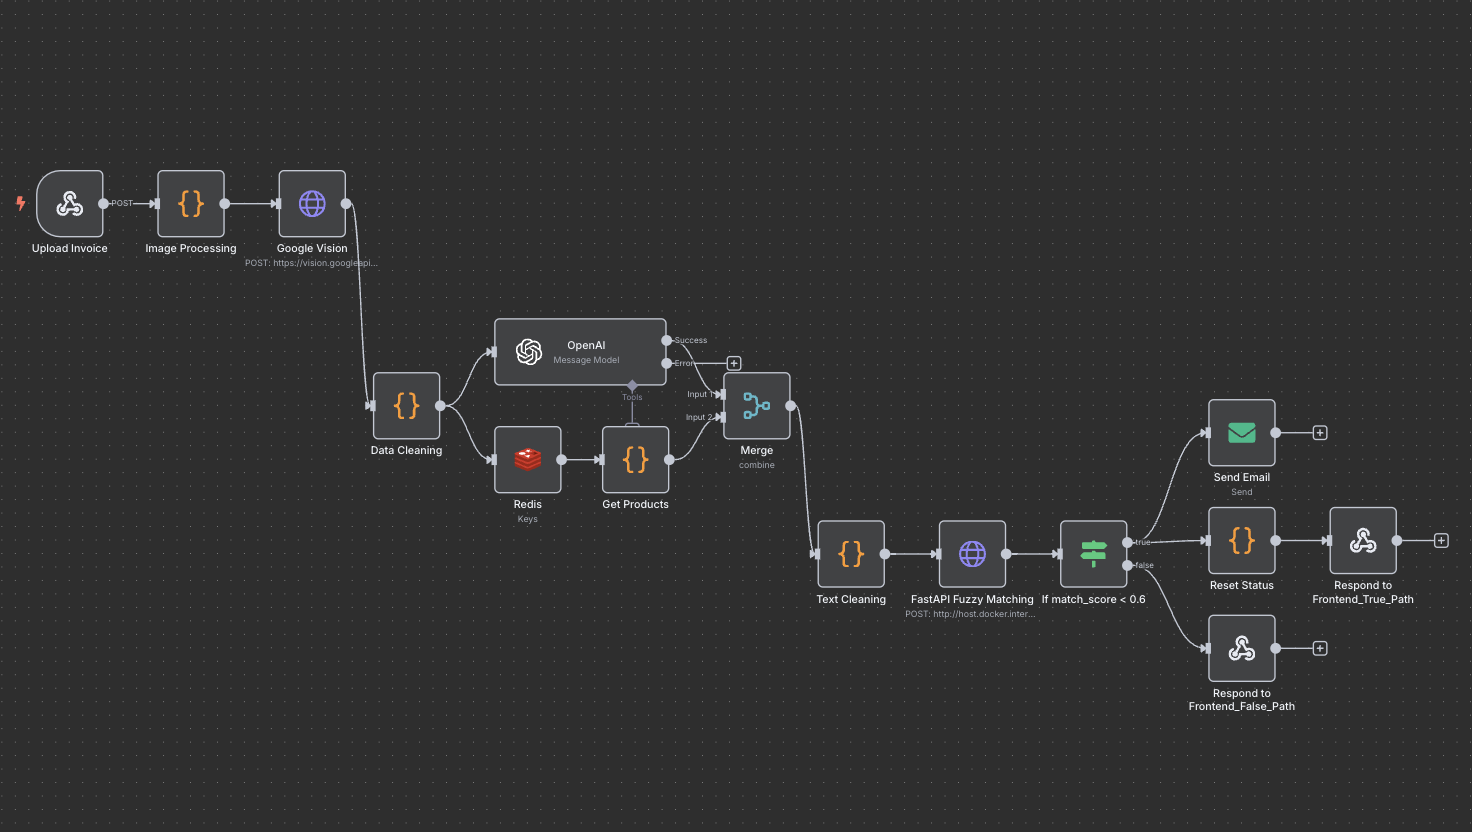 POST
Upload Invoice
Image Processing
Google Vision
POST: https://vision.googleapi...
Data Cleaning
OpenAI
Message Model
Success
Error
Tools
Input 1
Input 2
Redis
Keys
Get Products
Merge
combine
Text Cleaning
FastAPI Fuzzy Matching
POST: http://host.docker.inter...
If match_score < 0.6
true
false
Send Email
Send
Reset Status
Respond to
Frontend_True_Path
Respond to
Frontend_False_Path